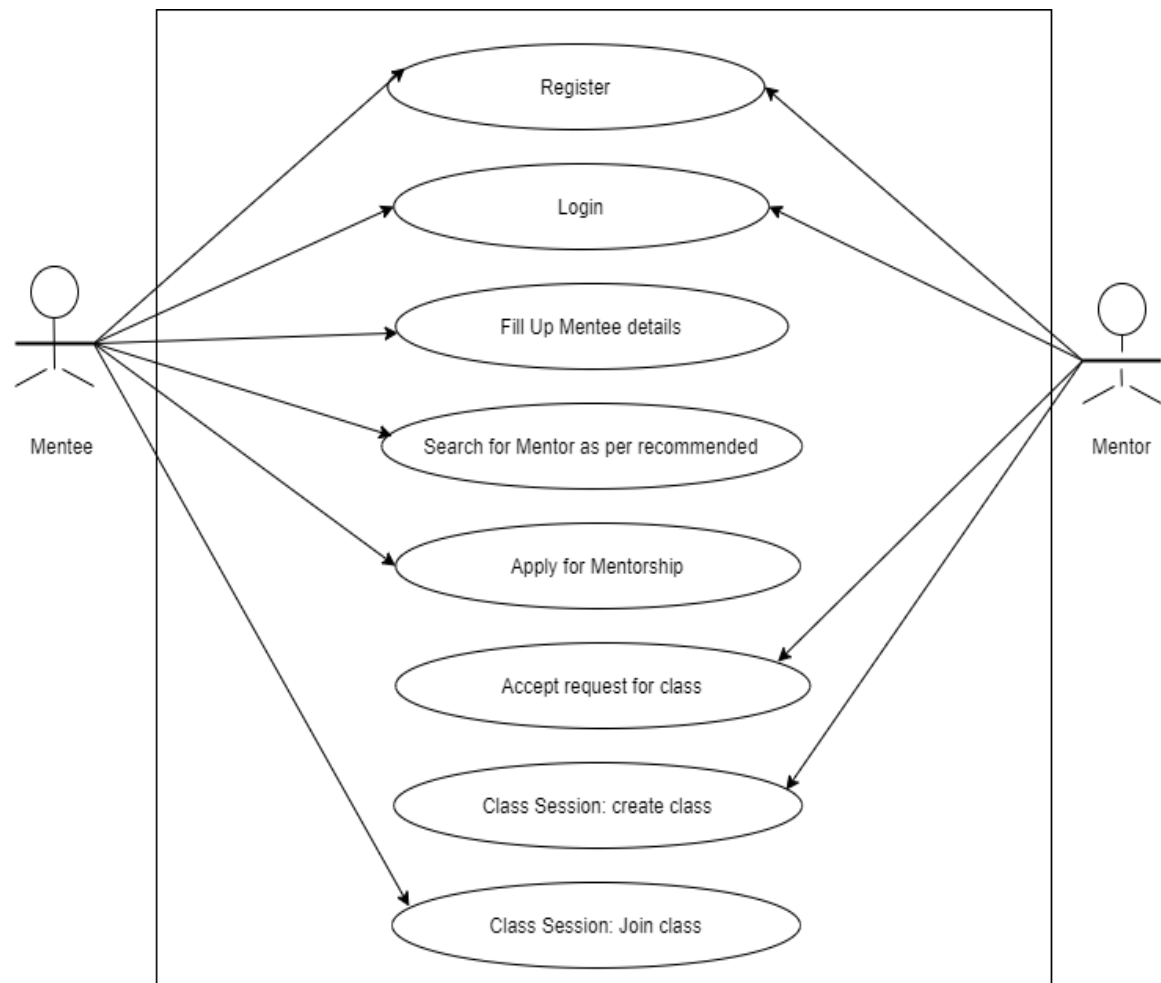 Register
Login
Fill Up Mentee details
Search for Mentor as per recommended
Mentee
Mentor
Apply for Mentorship
Accept request for class
Class Session: create class
Class Session: Join class